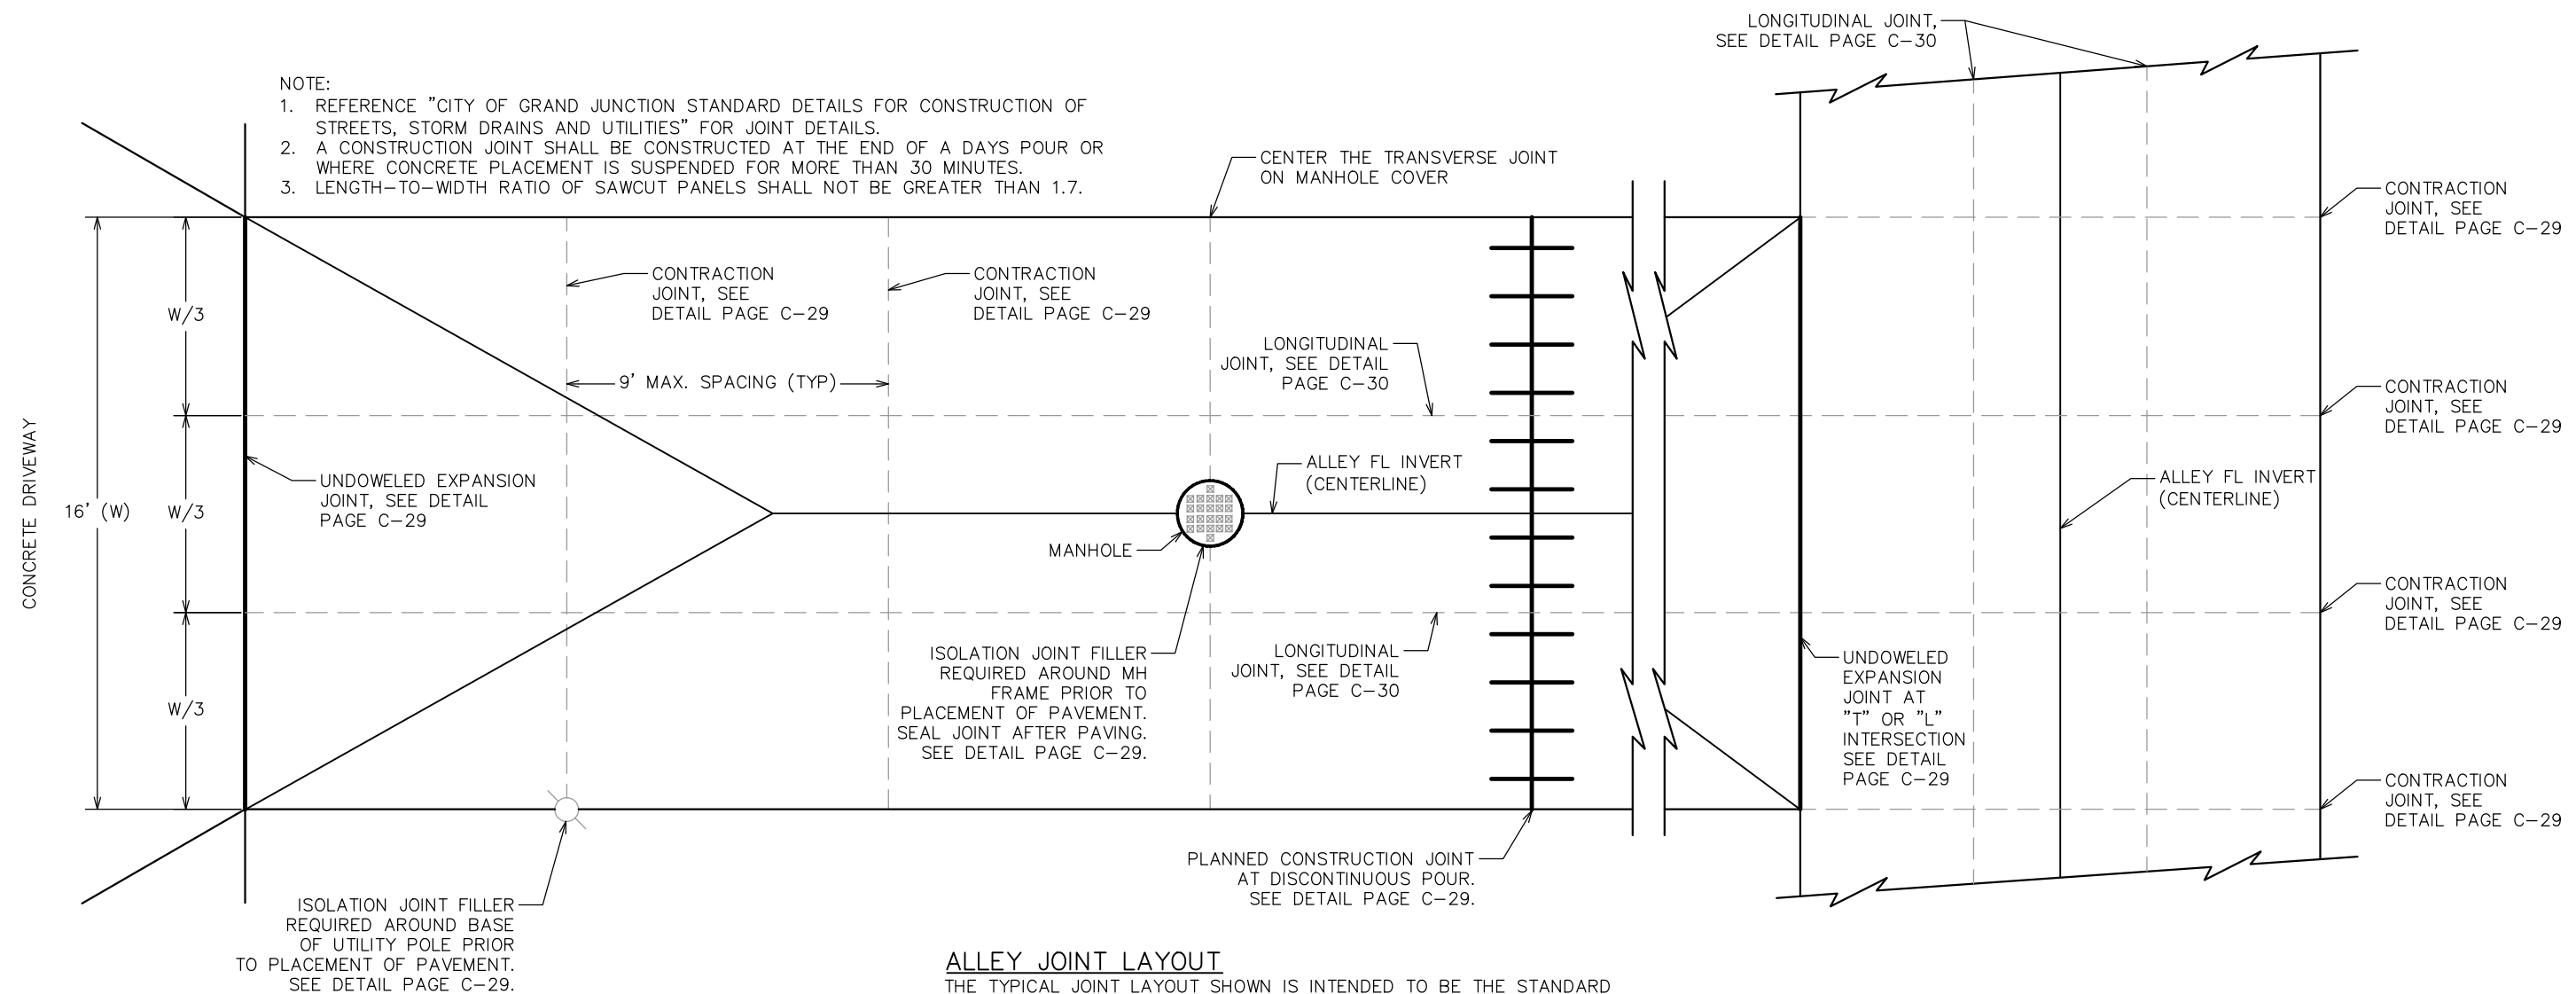 LONGITUDINAL JOINT,
SEE DETAIL PAGE C-30
NOTE:
1. REFERENCE "CITY OF GRAND JUNCTION STANDARD DETAILS FOR CONSTRUCTION OF
STREETS, STORM DRAINS AND UTILITIES" FOR JOINT DETAILS.
2. A CONSTRUCTION JOINT SHALL BE CONSTRUCTED AT THE END OF A DAYS POUR OR
WHERE CONCRETE PLACEMENT IS SUSPENDED FOR MORE THAN 30 MINUTES.
3. LENGTH-TO-WIDTH RATIO OF SAWCUT PANELS SHALL NOT BE GREATER THAN 1.7.
CENTER THE TRANSVERSE JOINT
ON MANHOLE COVER
CONTRACTION
JOINT, SEE
DETAIL PAGE C-29
CONTRACTION
JOINT, SEE
DETAIL PAGE C-29
CONTRACTION
JOINT, SEE
DETAIL PAGE C-29
W/3
LONGITUDINAL
JOINT, SEE DETAIL
PAGE C-30
9' MAX. SPACING (TYP)
CONTRACTION
JOINT, SEE
DETAIL PAGE C-29
CONCRETE DRIVEWAY
16' (W)
W/3
UNDOWELED EXPANSION
JOINT, SEE DETAIL
PAGE C-29
ALLEY FL INVERT
(CENTERLINE)
ALLEY FL INVERT
(CENTERLINE)
MANHOLE
CONTRACTION
JOINT, SEE
DETAIL PAGE C-29
W/3
ISOLATION JOINT FILLER
REQUIRED AROUND MH
FRAME PRIOR TO
PLACEMENT OF PAVEMENT.
SEAL JOINT AFTER PAVING.
SEE DETAIL PAGE C-29.
LONGITUDINAL
JOINT, SEE DETAIL
PAGE C-30
UNDOWELED
EXPANSION
JOINT AT
"T" OR "L"
INTERSECTION
SEE DETAIL
PAGE C-29
CONTRACTION
JOINT, SEE
DETAIL PAGE C-29
PLANNED CONSTRUCTION JOINT
AT DISCONTINUOUS POUR.
SEE DETAIL PAGE C-29.
ISOLATION JOINT FILLER
REQUIRED AROUND BASE
OF UTILITY POLE PRIOR
TO PLACEMENT OF PAVEMENT.
SEE DETAIL PAGE C-29.
ALLEY JOINT LAYOUT
THE TYPICAL JOINT LAYOUT SHOWN IS INTENDED TO BE THE STANDARD